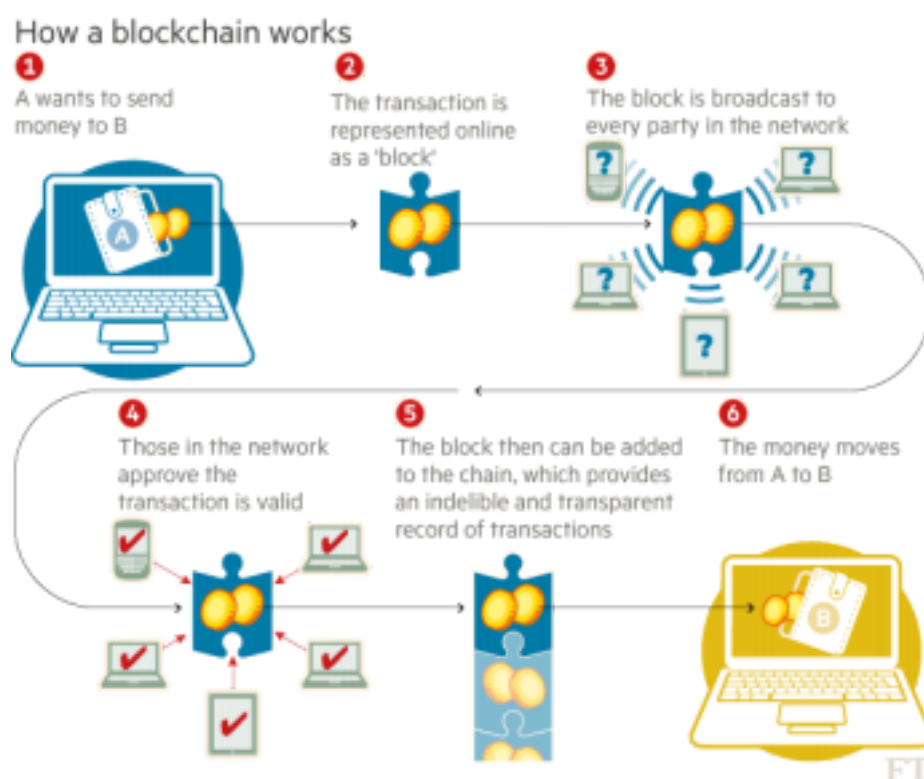 How a blockchain works
1
A wants to send
money to B
2
The transaction is
represented online
as a 'block'
3
The block is broadcast to
every party in the network
A
?
?
?
?
?
4
Those in the network
approve the
transaction is valid
5
The block then can be added
to the chain, which provides
an indelible and transparent
record of transactions
6
The money moves
from A to B
B
FT